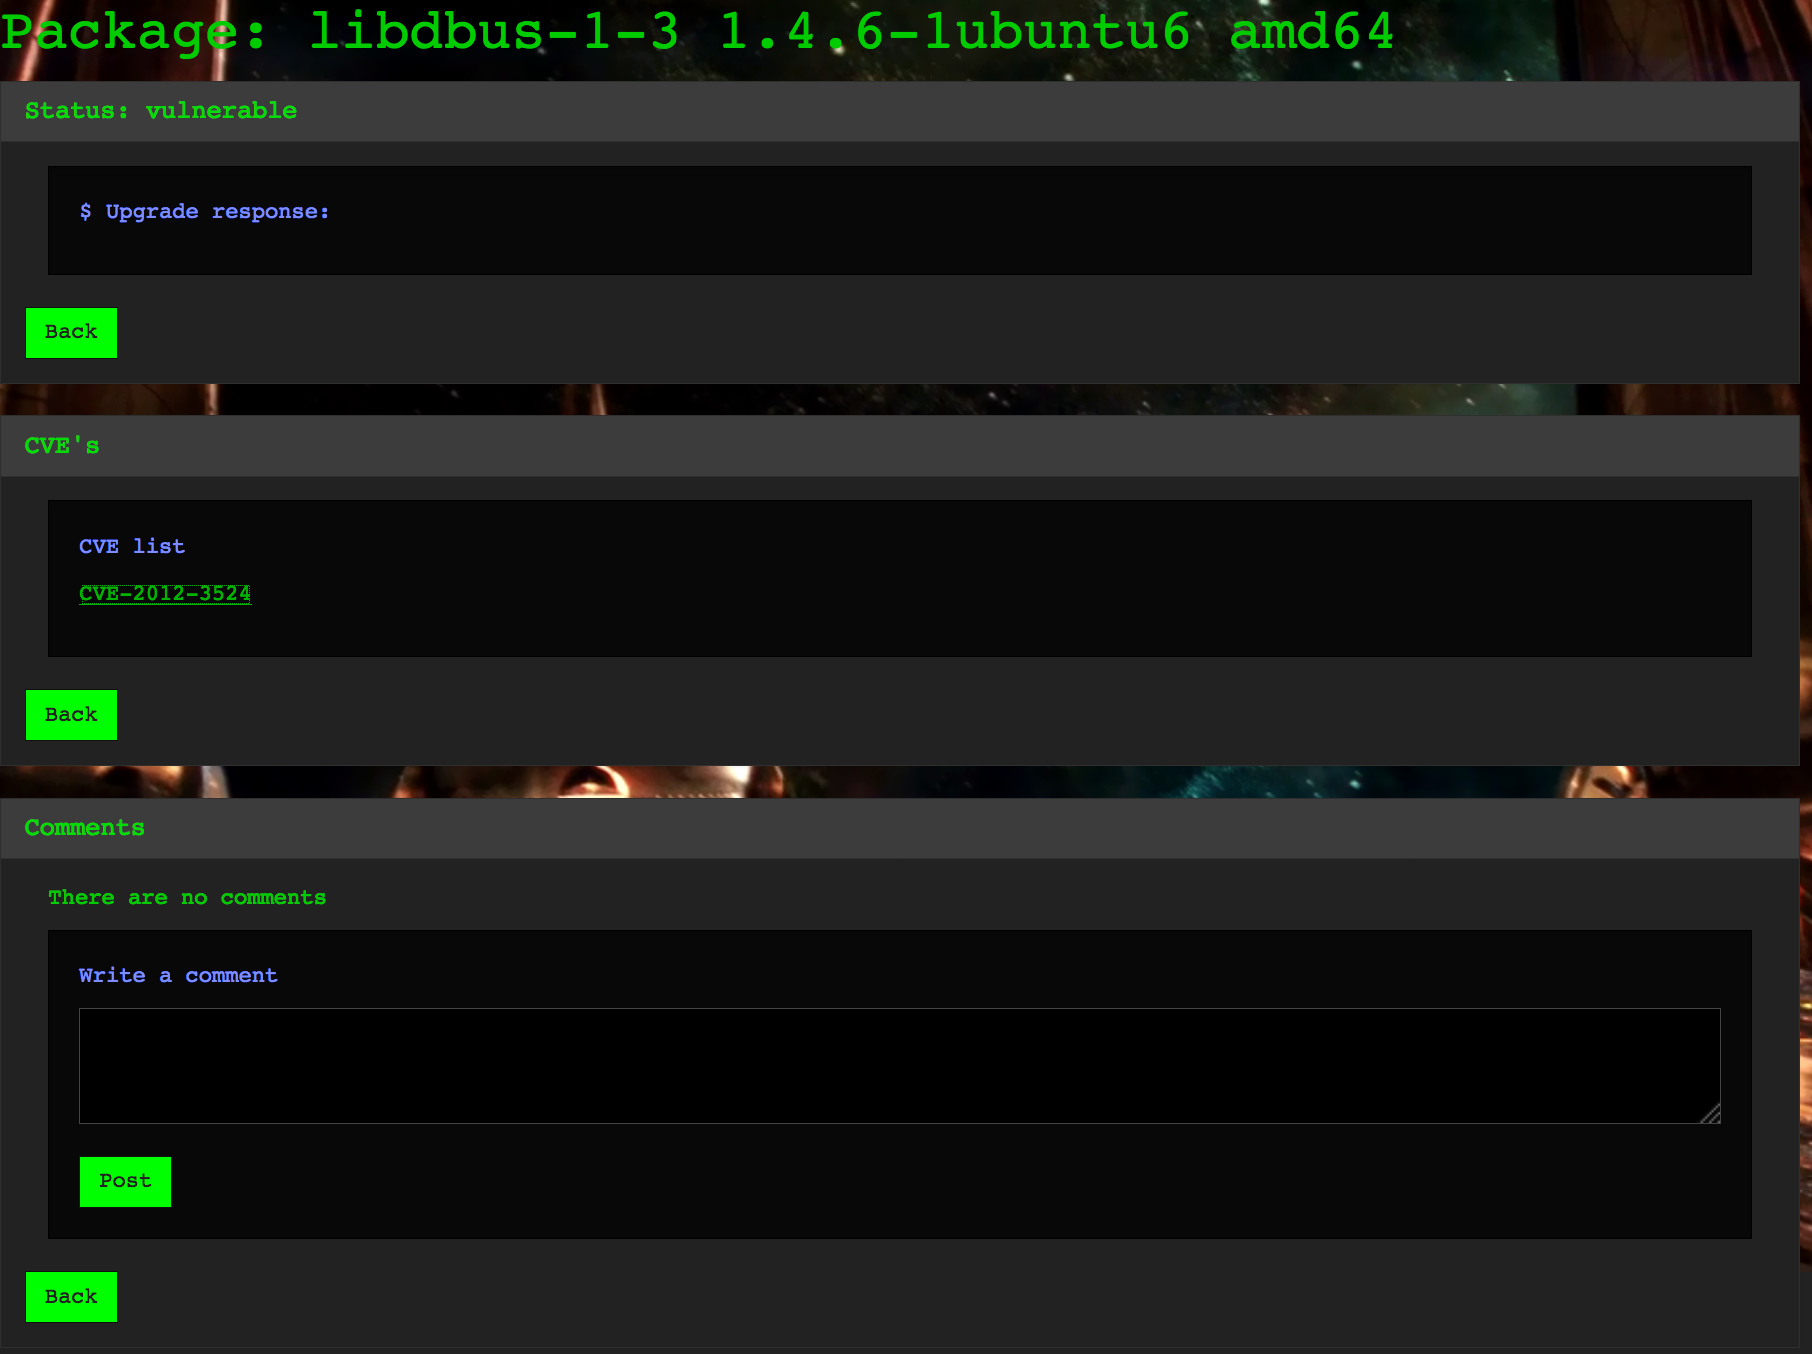 Package: libdbus-1-3 1.4.6-1ubuntu6 amd64
Status: vulnerable
$ Upgrade response:
Back
CVE's
CVE list
CVE-2012-3524
Back
Comments
There are no comments
Write a comment
Post
Back